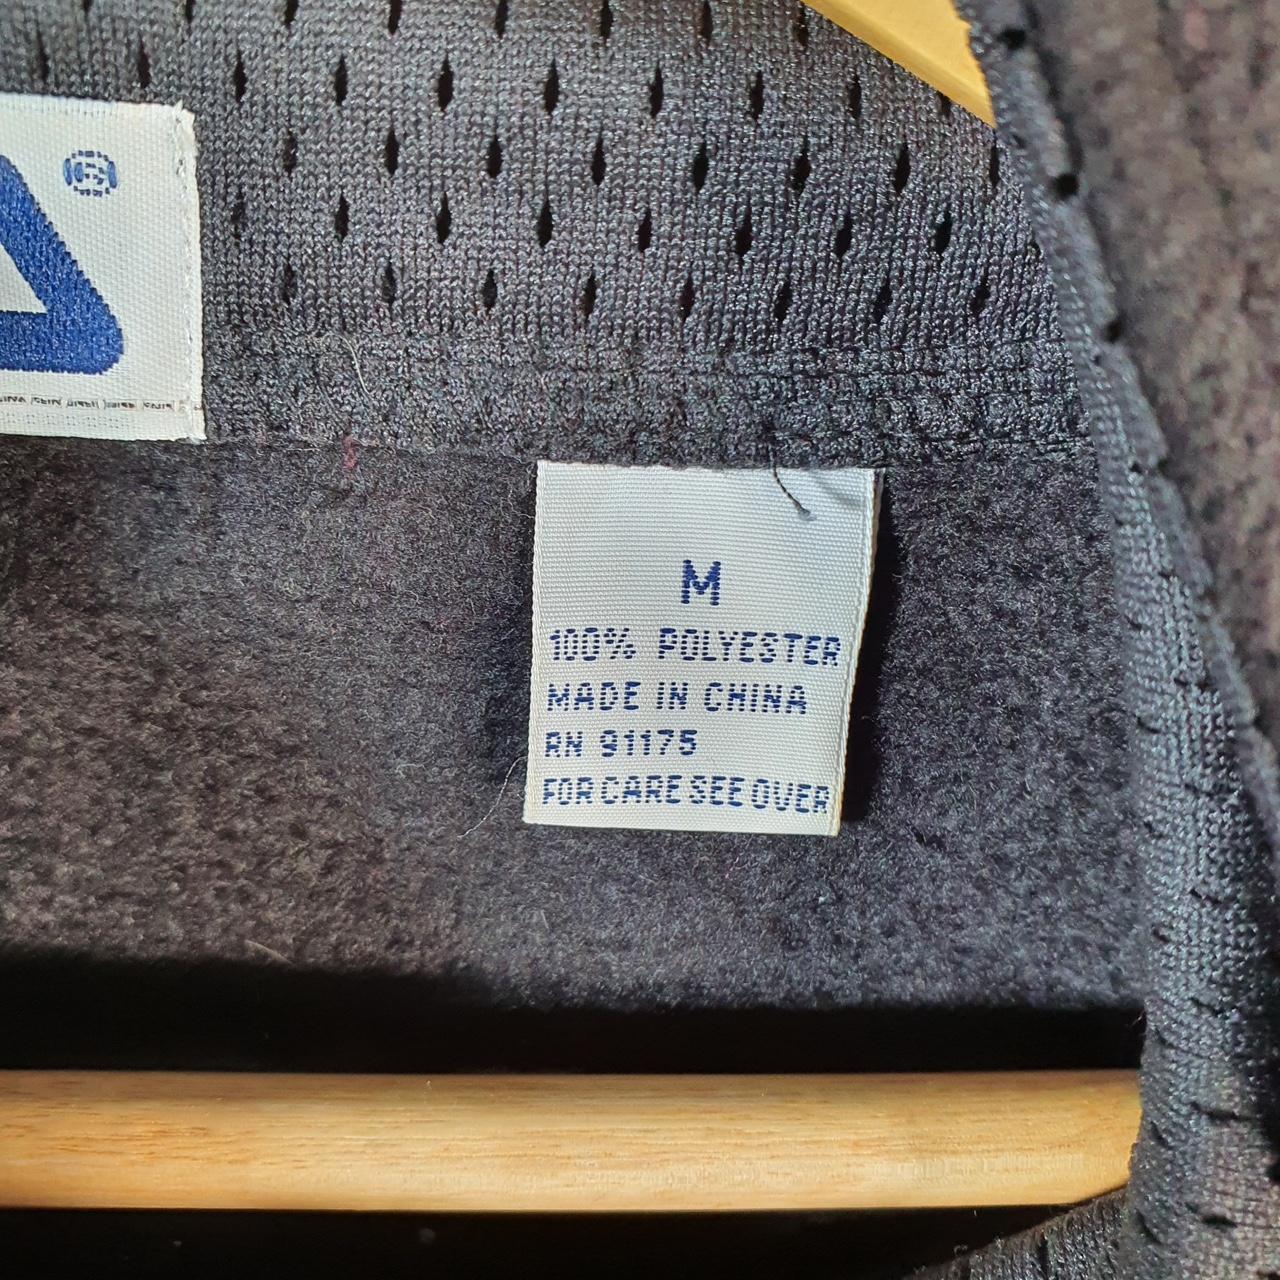 ®
M
100% POLYESTER
MADE IN CHINA
RN 91175
FOR CARE SEE OVER